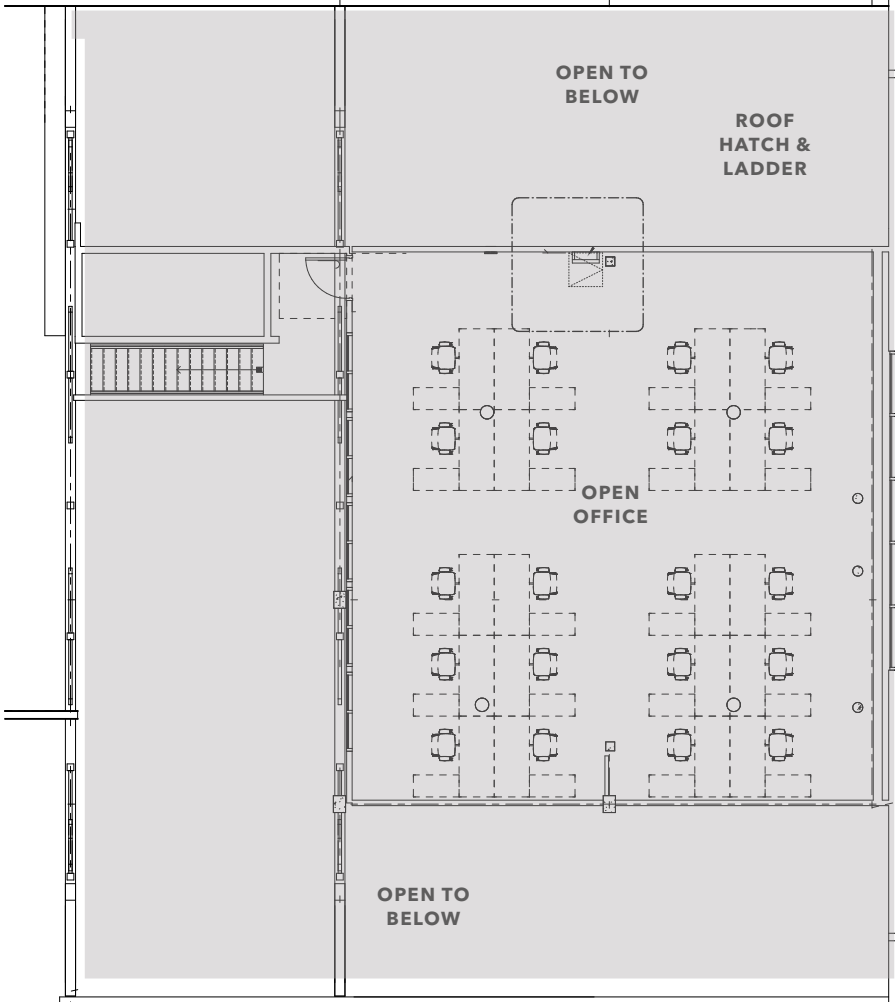 OPEN TO
BELOW
ROOF
HATCH &
LADDER
OPEN
OFFICE
OPEN TO
BELOW